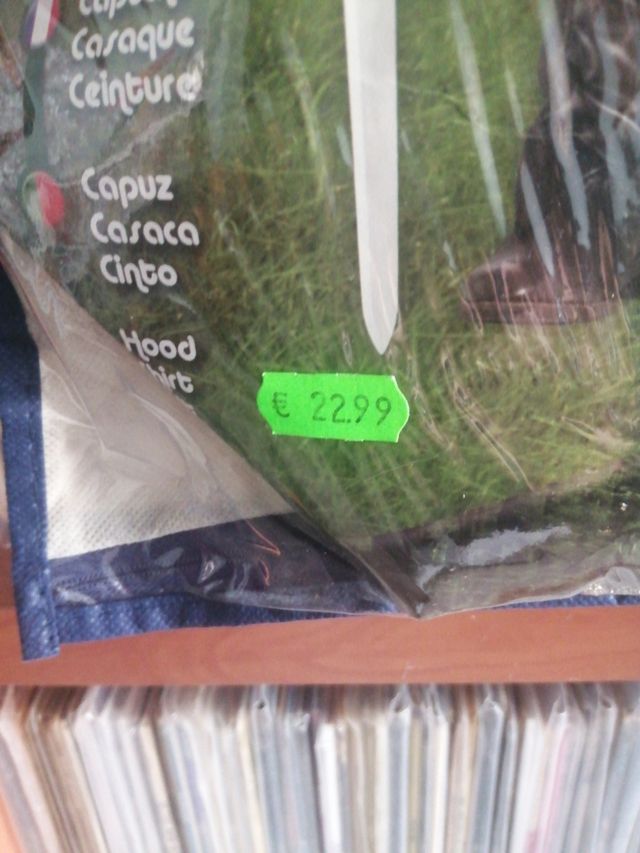 Casaque
Ceinture
Capuz
Casaca
Cinto
Hood
€ 22.99